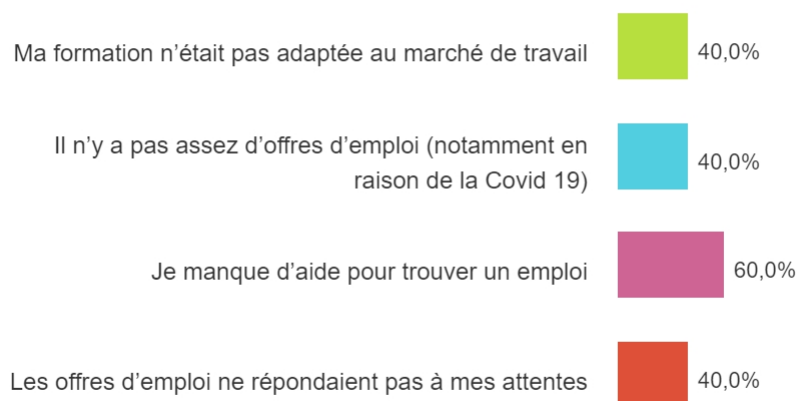 Ma formation n’était pas adaptée au marché de travail
40,0%
Il n’y a pas assez d’offres d’emploi (notamment en
raison de la Covid 19)
40,0%
Je manque d’aide pour trouver un emploi
60,0%
Les offres d’emploi ne répondaient pas à mes attentes
40,0%